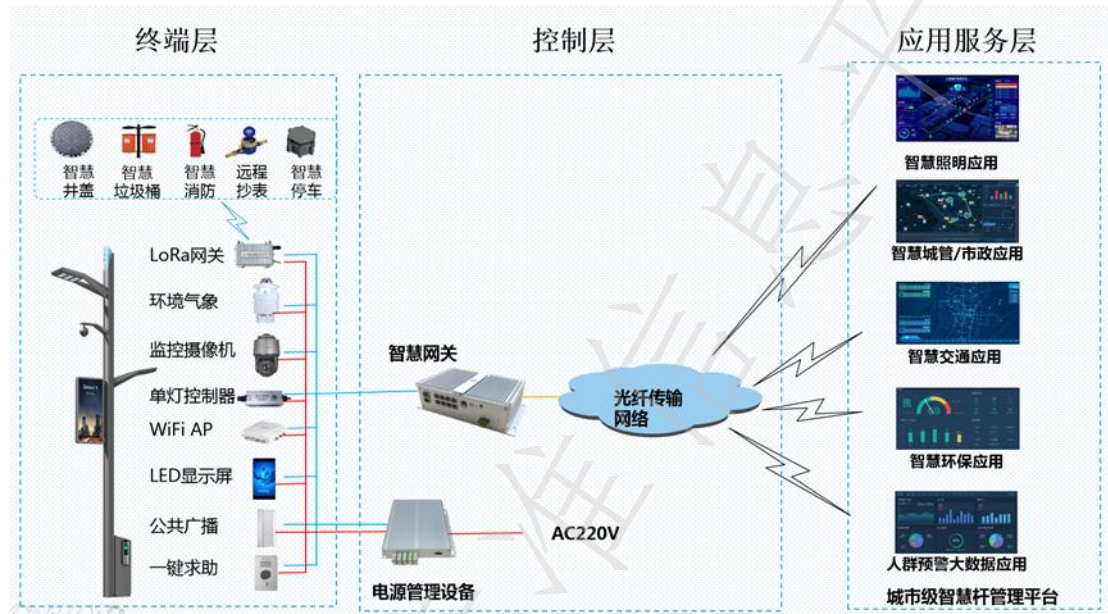 终端层
控制层
应用服务层
智慧
井盖
智慧
垃圾桶
智慧
消防
远程
抄表
智慧
停车
LoRa网关
环境气象
监控摄像机
单灯控制器
WiFi AP
LED显示屏
公共广播
一键求助
智慧网关
光纤传输
网络
AC220V
电源管理设备
智慧照明应用
智慧城管/市政应用
智慧交通应用
智慧环保应用
人群预警大数据应用
城市级智慧杆管理平台